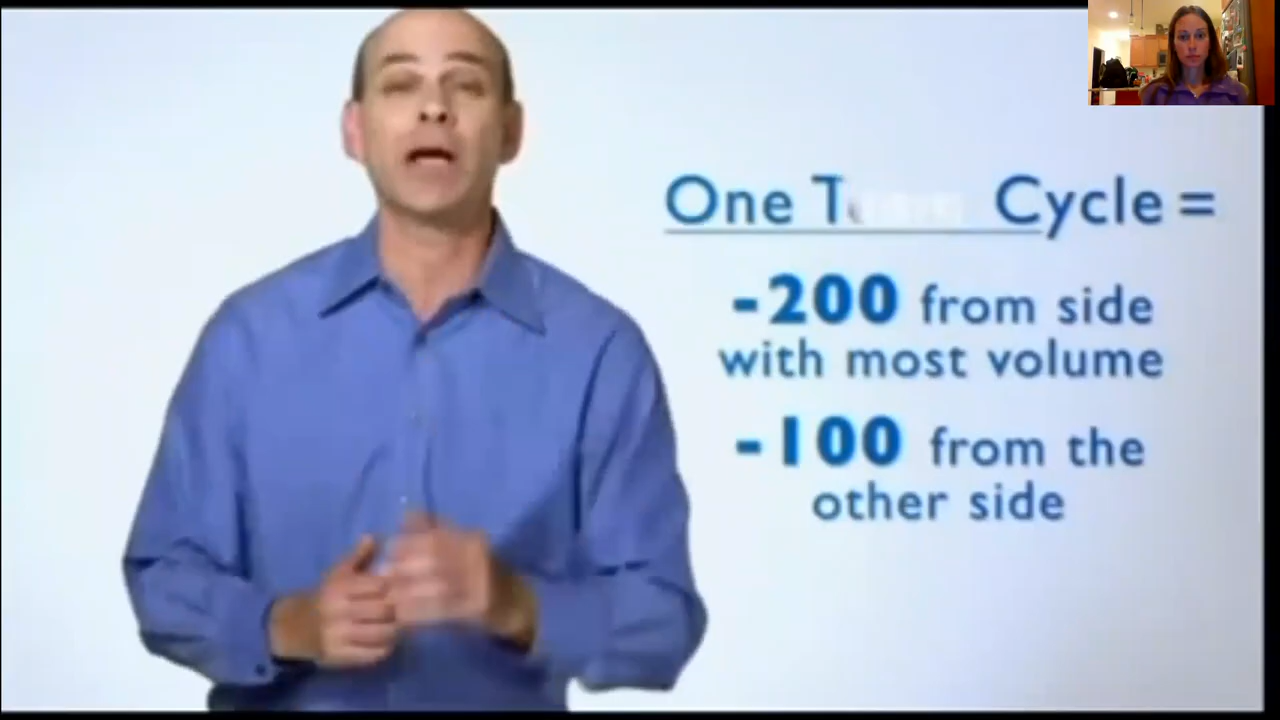 One Cycle =
-200 from side
with most volume
-100 from the
other side